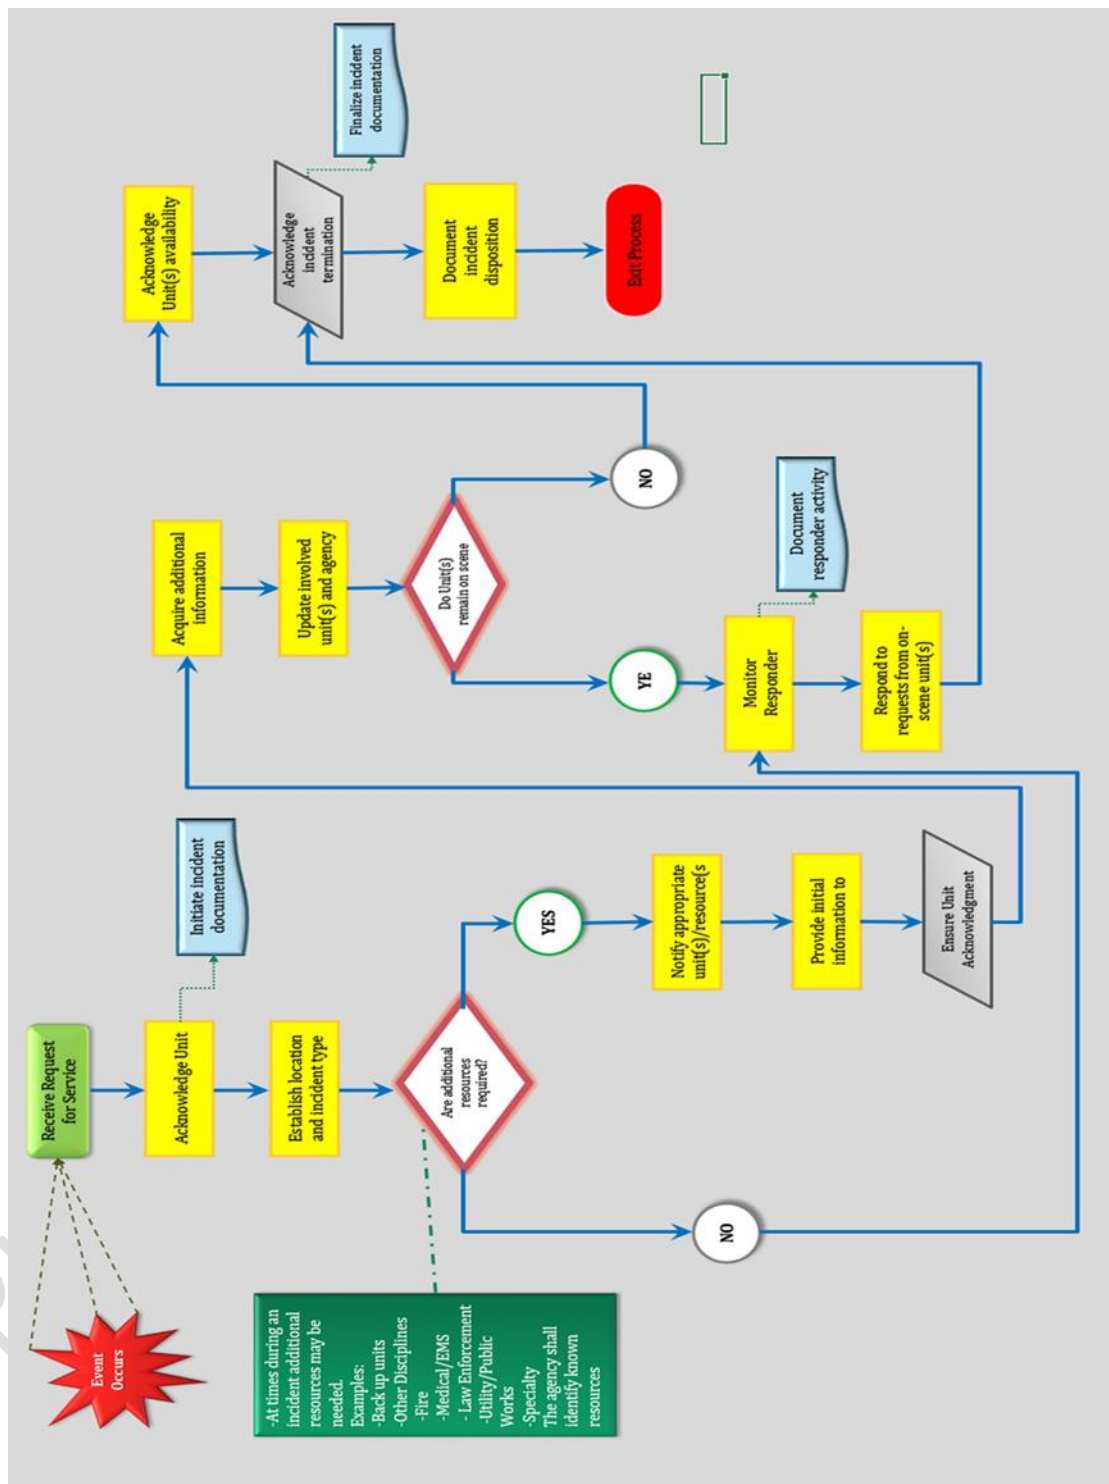 Event
Occurs
Receive Request
for Service
Acknowledge Unit
Initiate incident
documentation
Establish location
and incident type
Are additional
resources
required?
-At times during an
incident additional
resources may be
needed.
Examples:
-Back up units
-Other Disciplines
-Fire
-Medical/EMS
- Law Enforcement
-Utility/Public
Works
-Specialty
The agency shall
identify known
resources
NO
YES
Notify appropriate
unit(s)/resource(s
Provide initial
information to
Ensure Unit
Acknowledgment
Acquire additional
information
Update involved
unit(s) and agency
Do Unit(s)
remain on scene
YE
NO
Monitor
Responder
Document
responder activity
Respond to
requests from on-
scene unit(s)
Acknowledge
Unit(s) availability
Acknowledge
incident
termination
Finalize incident
documentation
Document
incident
disposition
Exit Process